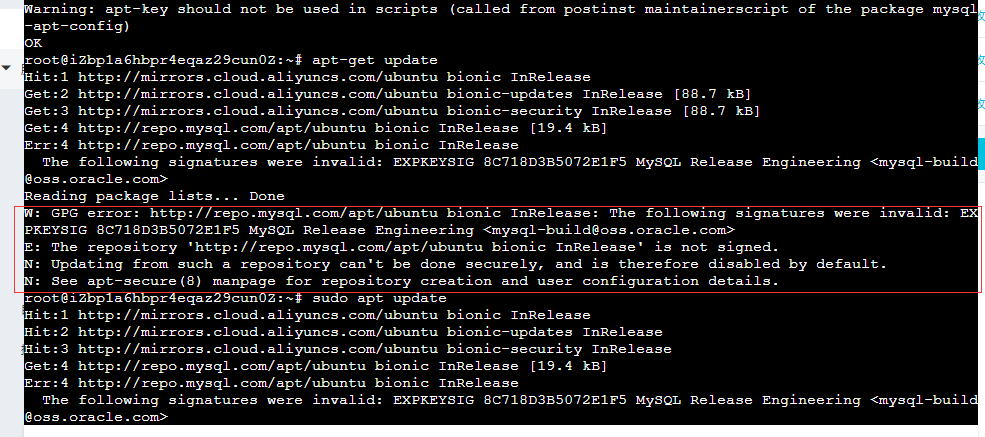 Warning: apt-key should not be used in scripts (called from postinst maintainerscript of the package mysql
-apt-config)
OK
root@iZbp1a6hbpr4eqaz29cun0Z:~# apt-get update
Hit:1 http://mirrors.cloud.aliyuncs.com/ubuntu bionic InRelease
Get:2 http://mirrors.cloud.aliyuncs.com/ubuntu bionic-updates InRelease [88.7 kB]
Get:3 http://mirrors.cloud.aliyuncs.com/ubuntu bionic-security InRelease [88.7 kB]
Get:4 http://repo.mysql.com/apt/ubuntu bionic InRelease [19.4 kB]
Err:4 http://repo.mysql.com/apt/ubuntu bionic InRelease
The following signatures were invalid: EXPKEYSIG 8C718D3B5072E1F5 MySQL Release Engineering <mysql-build
@oss.oracle.com>
Reading package lists... Done
W: GPG error: http://repo.mysql.com/apt/ubuntu bionic InRelease: The following signatures were invalid: EX
PKEYSIG 8C718D3B5072E1F5 MySQL Release Engineering <mysql-build@oss.oracle.com>
E: The repository 'http://repo.mysql.com/apt/ubuntu bionic InRelease' is not signed.
N: Updating from such a repository can't be done securely, and is therefore disabled by default.
N: See apt-secure(8) manpage for repository creation and user configuration details.
root@iZbp1a6hbpr4eqaz29cun0Z:~# sudo apt update
Hit:1 http://mirrors.cloud.aliyuncs.com/ubuntu bionic InRelease
Hit:2 http://mirrors.cloud.aliyuncs.com/ubuntu bionic-updates InRelease
Hit:3 http://mirrors.cloud.aliyuncs.com/ubuntu bionic-security InRelease
Get:4 http://repo.mysql.com/apt/ubuntu bionic InRelease [19.4 kB]
Err:4 http://repo.mysql.com/apt/ubuntu bionic InRelease
The following signatures were invalid: EXPKEYSIG 8C718D3B5072E1F5 MySQL Release Engineering <mysql-build
@oss.oracle.com>